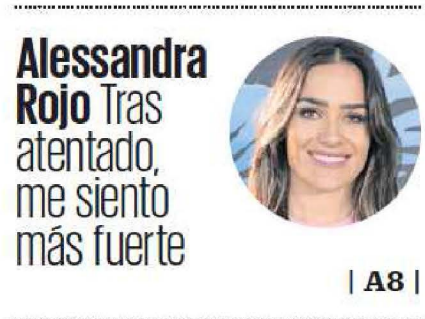 Alessandra
Rojo Tras
atentado,
me siento
más fuerte
| A8 |